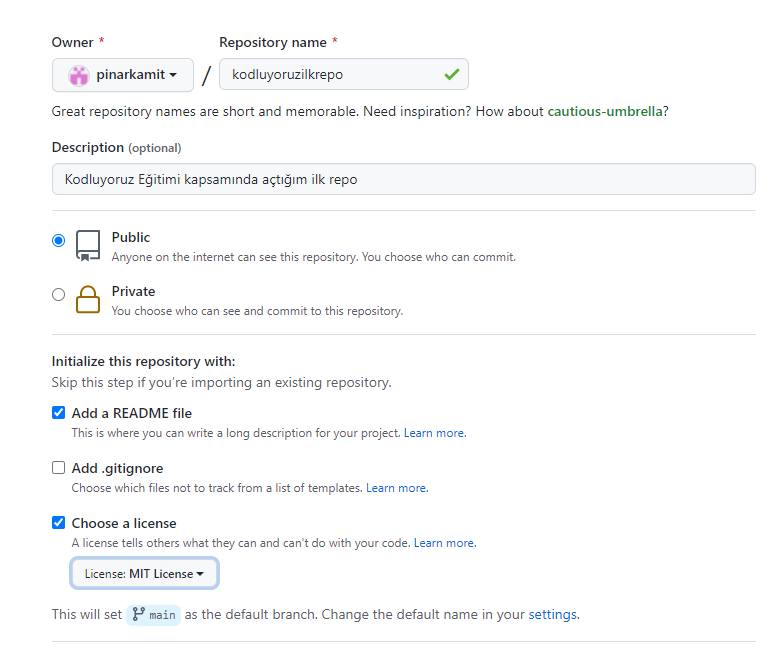 Owner * Repository name *
pinarkamit / kodluyoruzilkrepo
Great repository names are short and memorable. Need inspiration? How about cautious-umbrella?
Description (optional)
Kodluyoruz Eğitimi kapsamında açtığım ilk repo
Public
Anyone on the internet can see this repository. You choose who can commit.
Private
You choose who can see and commit to this repository.
Initialize this repository with:
Skip this step if you're importing an existing repository.
Add a README file
This is where you can write a long description for your project. Learn more.
Add .gitignore
Choose which files not to track from a list of templates. Learn more.
Choose a license
A license tells others what they can and can't do with your code. Learn more.
License: MIT License
This will set main as the default branch. Change the default name in your settings.